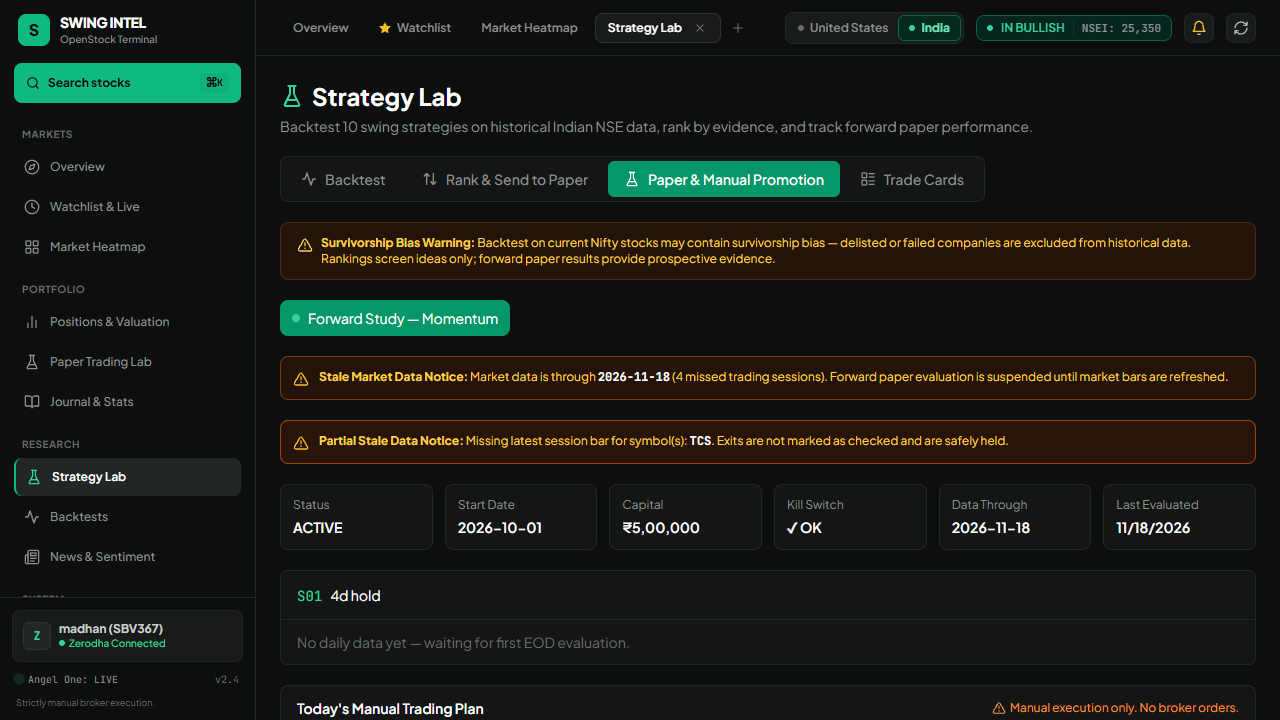 S
SWING INTEL
OpenStock Terminal
Search stocks
⌘K
MARKETS
Overview
Watchlist & Live
Market Heatmap
PORTFOLIO
Positions & Valuation
Paper Trading Lab
Journal & Stats
RESEARCH
Strategy Lab
Backtests
News & Sentiment
Z
madhan (SBV367)
Zerodha Connected
Angel One: LIVE
v2.4
Strictly manual broker execution.
Overview
Watchlist
Market Heatmap
Strategy Lab
United States
India
IN BULLISH
NSEI: 25,350
Strategy Lab
Backtest 10 swing strategies on historical Indian NSE data, rank by evidence, and track forward paper performance.
Backtest
Rank & Send to Paper
Paper & Manual Promotion
Trade Cards
Survivorship Bias Warning: Backtest on current Nifty stocks may contain survivorship bias — delisted or failed companies are excluded from historical data.
Rankings screen ideas only; forward paper results provide prospective evidence.
Forward Study — Momentum
Stale Market Data Notice: Market data is through 2026-11-18 (4 missed trading sessions). Forward paper evaluation is suspended until market bars are refreshed.
Partial Stale Data Notice: Missing latest session bar for symbol(s): TCS. Exits are not marked as checked and are safely held.
Status
ACTIVE
Start Date
2026-10-01
Capital
₹5,00,000
Kill Switch
✓ OK
Data Through
2026-11-18
Last Evaluated
11/18/2026
S01 4d hold
No daily data yet — waiting for first EOD evaluation.
Today's Manual Trading Plan
Manual execution only. No broker orders.